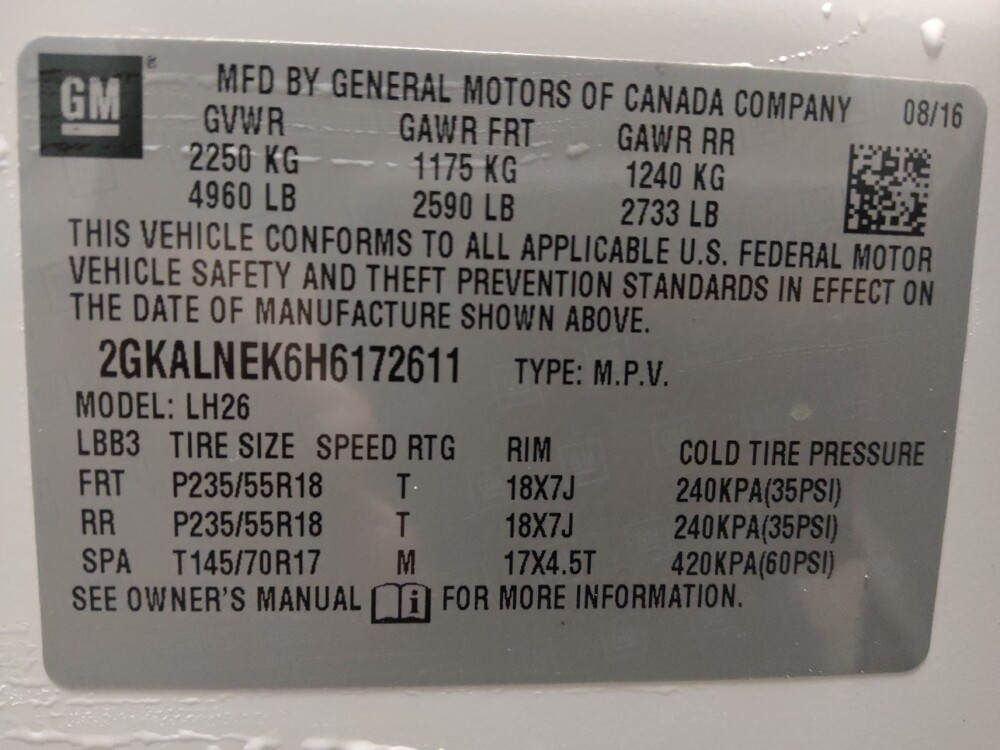 GM®
MFD BY GENERAL MOTORS OF CANADA COMPANY 08/16
GVWR GAWR FRT GAWR RR
2250 KG 1175 KG 1240 KG
4960 LB 2590 LB 2733 LB
THIS VEHICLE CONFORMS TO ALL APPLICABLE U.S. FEDERAL MOTOR
VEHICLE SAFETY AND THEFT PREVENTION STANDARDS IN EFFECT ON
THE DATE OF MANUFACTURE SHOWN ABOVE.
2GKALNEK6H6172611 TYPE: M.P.V.
MODEL: LH26
LBB3 TIRE SIZE SPEED RTG RIM COLD TIRE PRESSURE
FRT P235/55R18 T 18X7J 240KPA(35PSI)
RR P235/55R18 T 18X7J 240KPA(35PSI)
SPA T145/70R17 M 17X4.5T 420KPA(60PSI)
SEE OWNER'S MANUAL i FOR MORE INFORMATION.